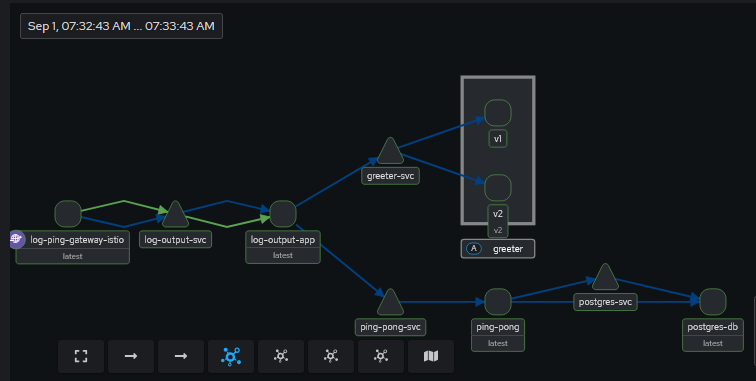 Sep 1, 07:32:43 AM ... 07:33:43 AM
v1
greeter-svc
v2
v2
A greeter
log-ping-gateway-istio
latest
log-output-svc
log-output-app
latest
ping-pong-svc
ping-pong
latest
postgres-svc
postgres-db
latest